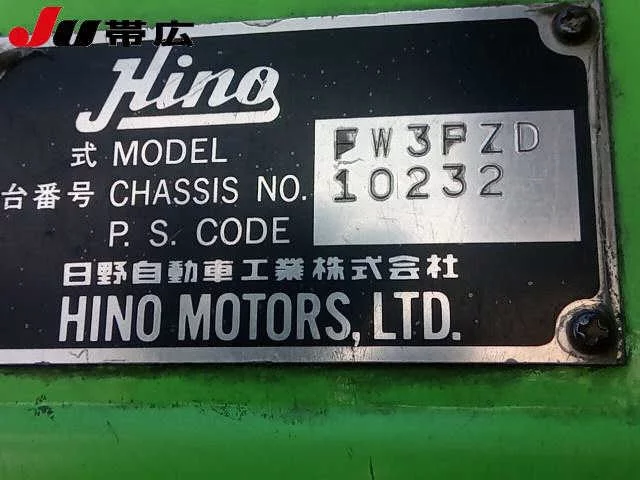 JU帯広
Hino
式 MODEL FW3FZD
台番号 CHASSIS NO. 10232
P. S. CODE
日野自動車工業株式会社
HINO MOTORS, LTD.